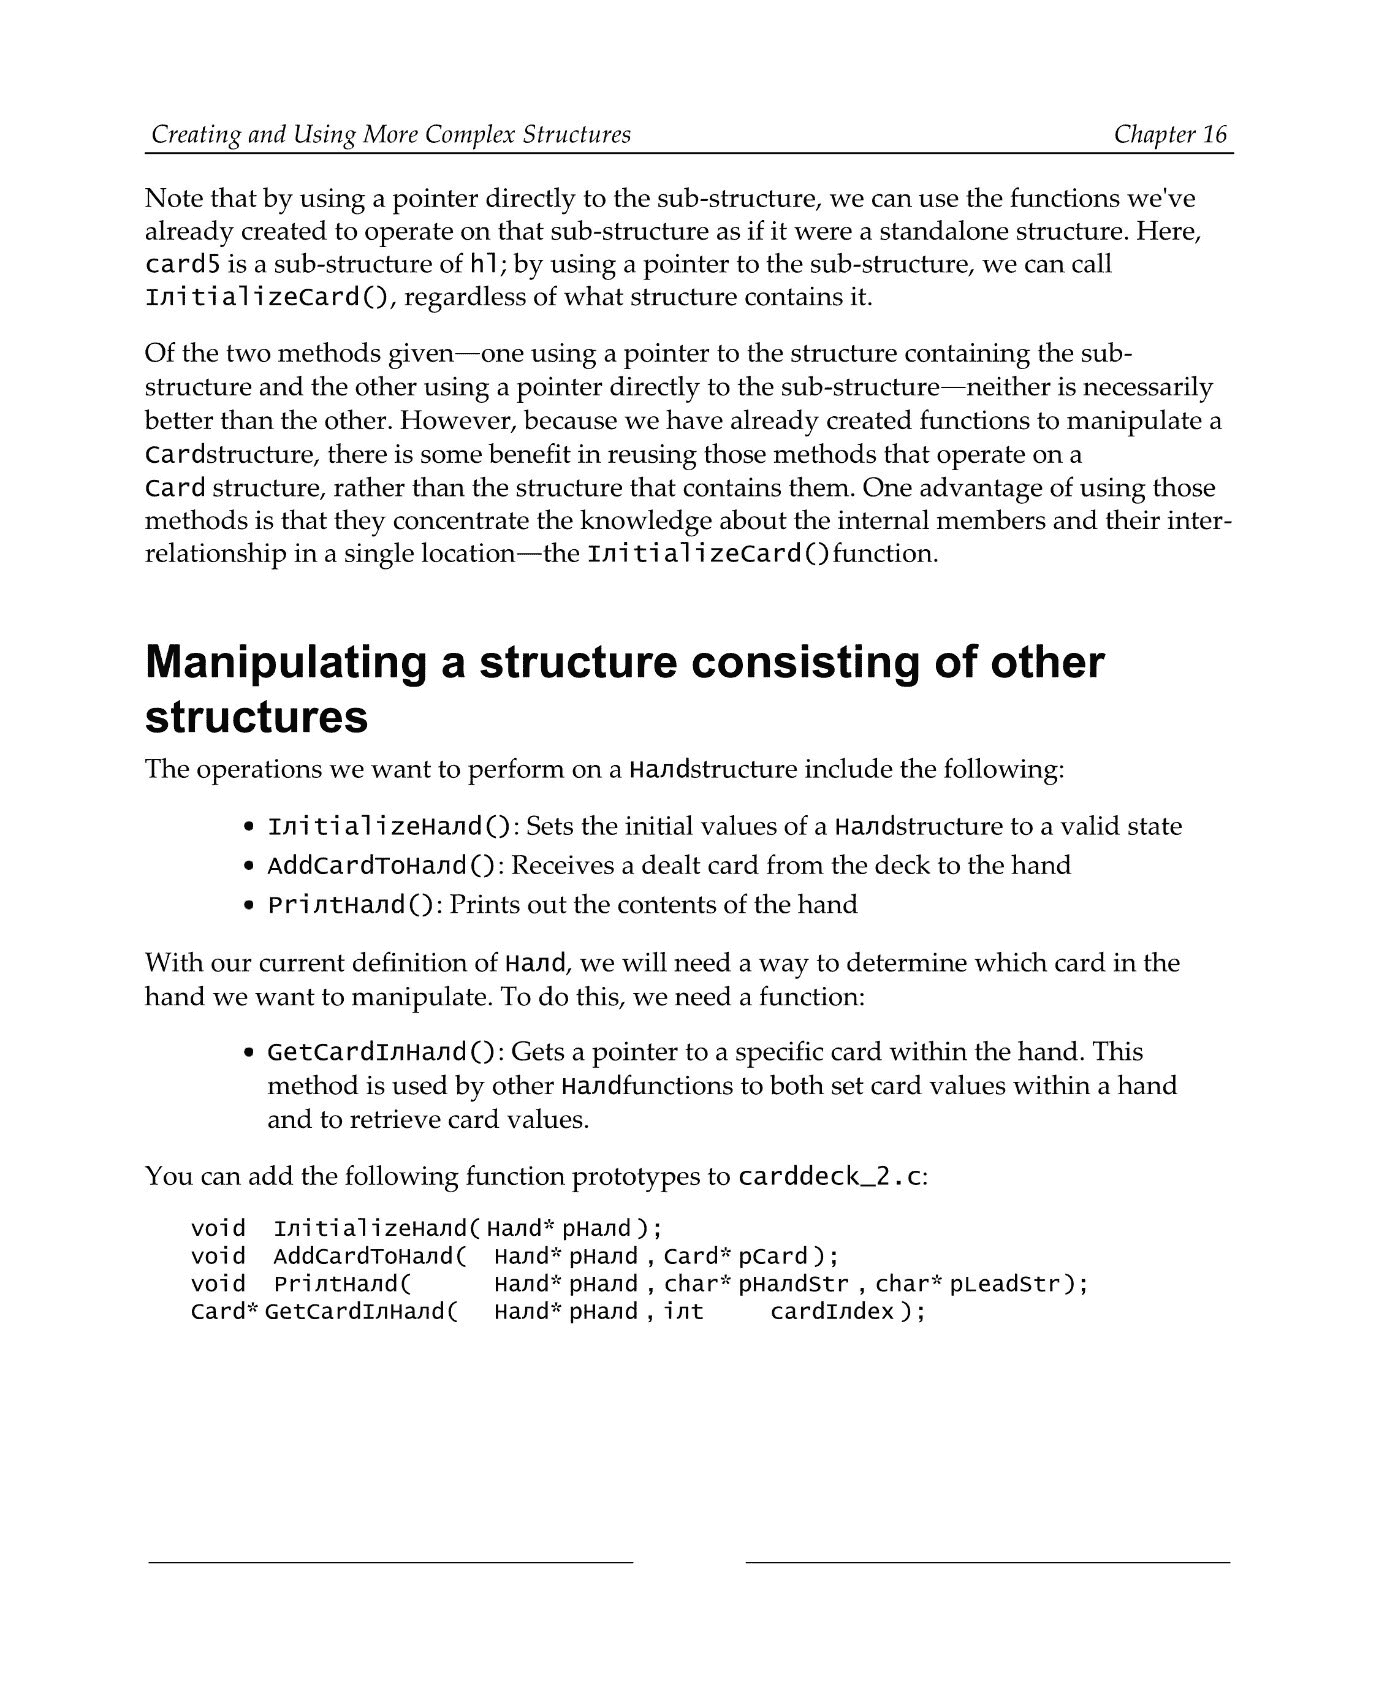 Creating and Using More Complex Structures Chapter 16
Note that by using a pointer directly to the sub-structure, we can use the functions we've
already created to operate on that sub-structure as if it were a standalone structure. Here,
card5 is a sub-structure of hl; by using a pointer to the sub-structure, we can call
IлitializeCard(), regardless of what structure contains it.
Of the two methods given—one using a pointer to the structure containing the sub-
structure and the other using a pointer directly to the sub-structure—neither is necessarily
better than the other. However, because we have already created functions to manipulate a
Cardstructure, there is some benefit in reusing those methods that operate on a
Card structure, rather than the structure that contains them. One advantage of using those
methods is that they concentrate the knowledge about the internal members and their inter-
relationship in a single location—the IлitializeCard()function.
Manipulating a structure consisting of other
structures
The operations we want to perform on a Haлdstructure include the following:
• IлitializeHaлd(): Sets the initial values of a Haлdstructure to a valid state
• AddCardToHaлd(): Receives a dealt card from the deck to the hand
• PriлtHaлd(): Prints out the contents of the hand
With our current definition of Haлd, we will need a way to determine which card in the
hand we want to manipulate. To do this, we need a function:
• GetCardIлHaлd(): Gets a pointer to a specific card within the hand. This
method is used by other Haлdfunctions to both set card values within a hand
and to retrieve card values.
You can add the following function prototypes to carddeck_2.c:
void IлitializeHaлd( Haлd* pHaлd );
void AddCardToHaлd( Haлd* pHaлd , Card* pCard );
void PriлtHaлd( Haлd* pHaлd , char* pHaлdStr , char* pLeadStr);
Card* GetCardIлHaлd( Haлd* pHaлd , iлt cardIлdex );